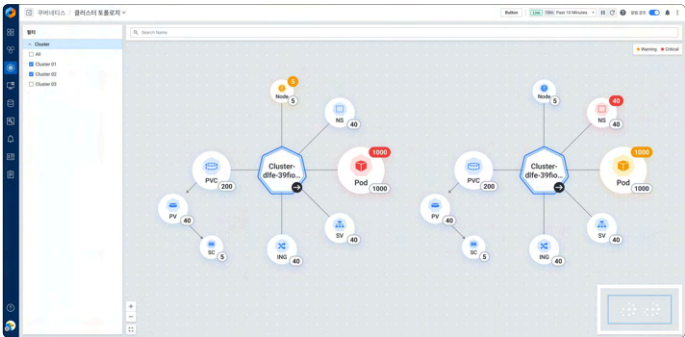 쿠버네티스 / 클러스터 토폴로지
Button
Live
Past 10 Minutes
필터
Search Name
Cluster
All
Cluster 01
Cluster 02
Cluster 03
Warning
Critical
5
Node
5
NS
40
1000
Pod
1000
Cluster-
dlfe-39fio...
PVC
200
PV
40
SC
5
ING
40
SV
40
Node
5
40
NS
40
Pod
1000
1000
Cluster-
dlfe-39fio...
PVC
200
PV
40
SC
5
ING
40
SV
40